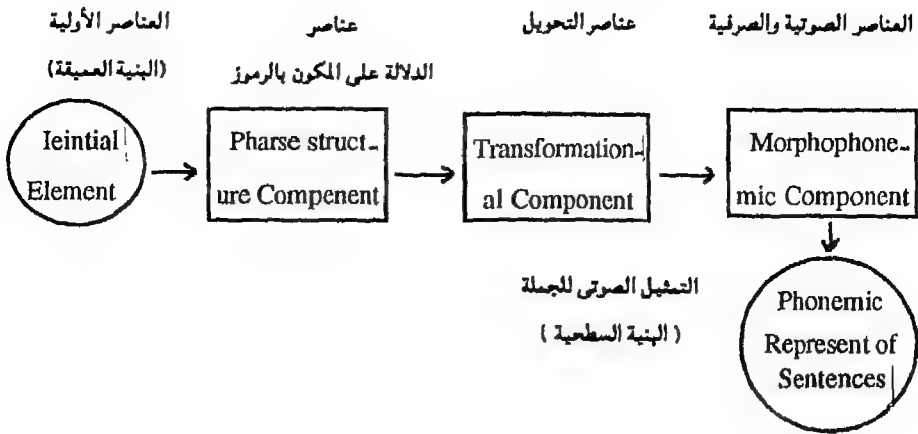 العناصر الأولية
(البنية العميقة)
عناصر
الدلالة على المكون بالرموز
عناصر التحويل
العناصر الصوتية والصرفية
Ieintial
Element
Pharse struct-
ure Compenent
Transformation-
al Component
Morphophone-
mic Component
التمثيل الصوتى للجملة
( البنية السطحية )
Phonemic
Represent of
Sentences